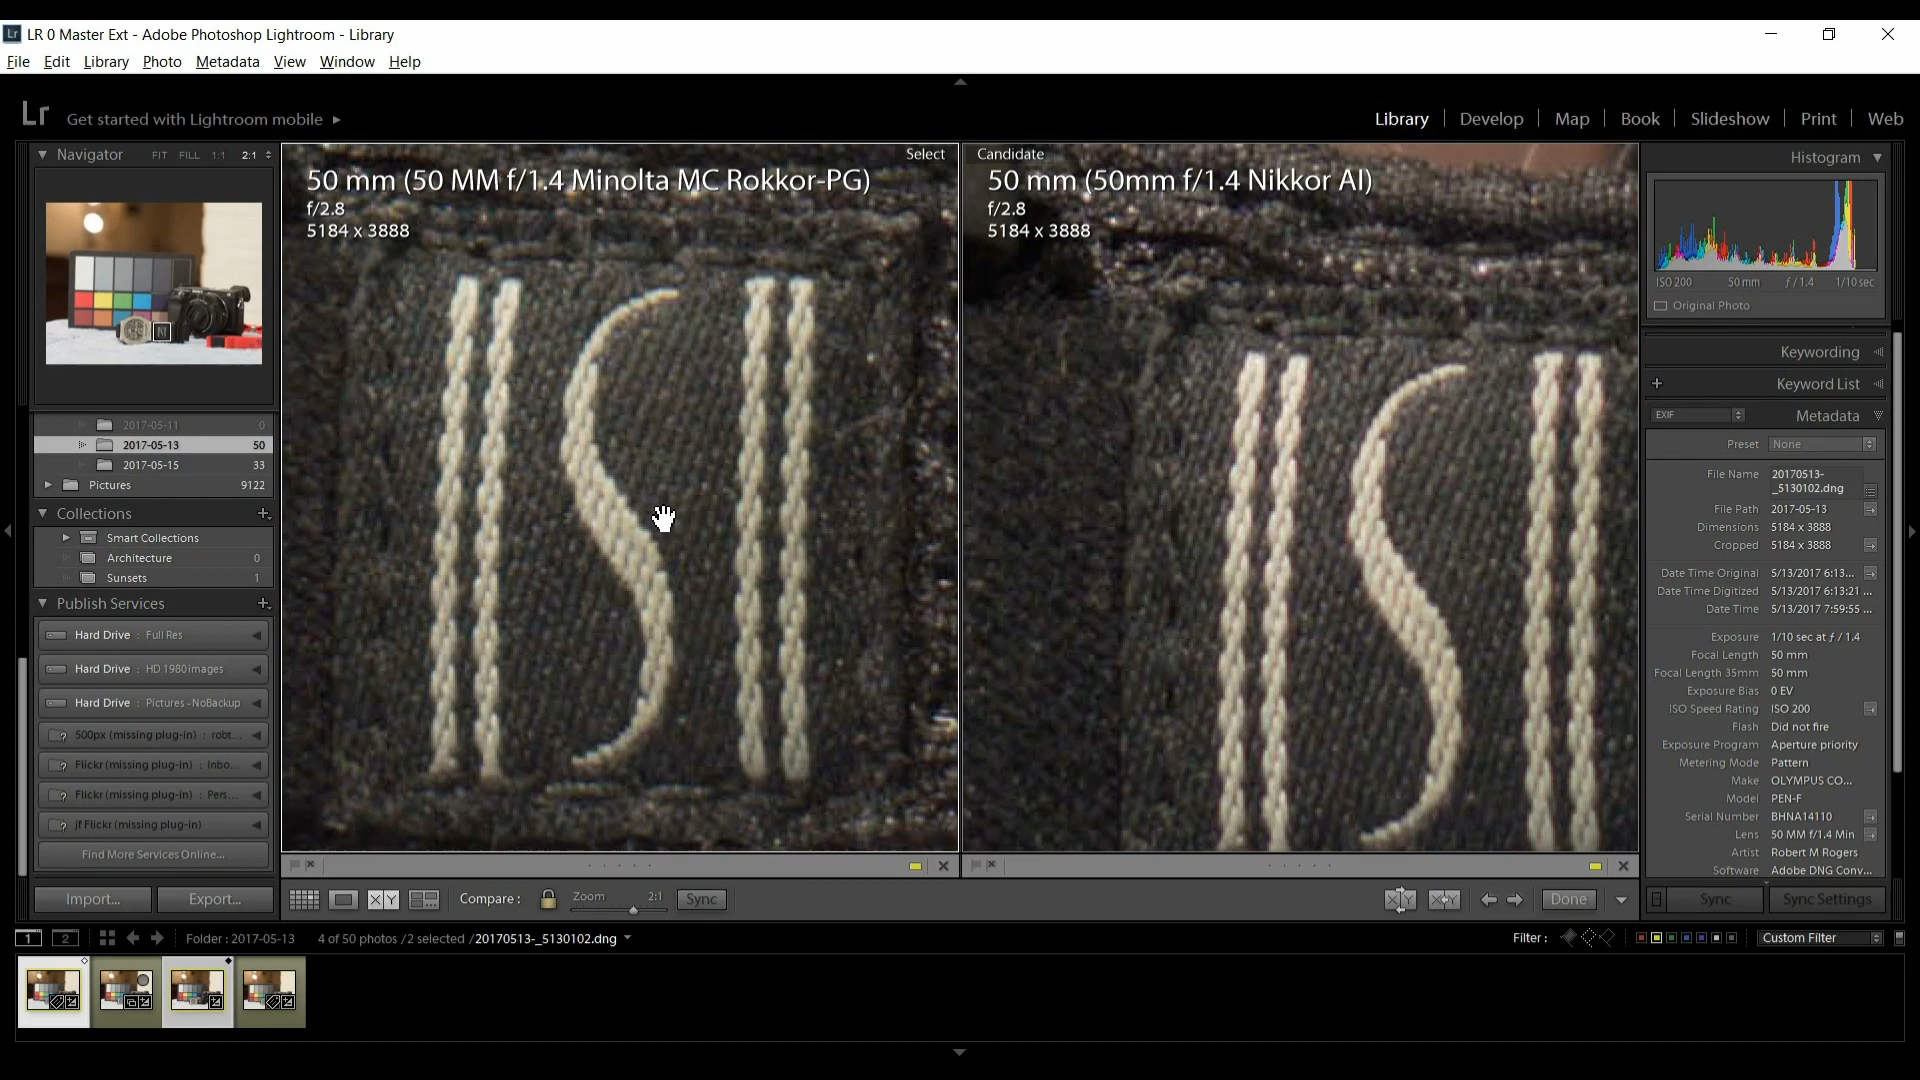 LR 0 Master Ext - Adobe Photoshop Lightroom - Library
File Edit Library Photo Metadata View Window Help
Lr Get started with Lightroom mobile
Library Develop Map Book Slideshow Print Web
Navigator FIT FILL 1:1 2:1
2017-05-11 0
2017-05-13 50
2017-05-15 33
Pictures 9122
Collections
Smart Collections
Architecture 0
Sunsets 1
Publish Services
Hard Drive : Full Res
Hard Drive : HD 1980images
Hard Drive : Pictures - NoBackup
500px (missing plug-in) : robt...
Flickr (missing plug-in) : Inbo...
Flickr (missing plug-in) : Pers...
jf Flickr (missing plug-in)
Find More Services Online...
Import... Export...
Select
50 mm (50 MM f/1.4 Minolta MC Rokkor-PG)
f/2.8
5184 x 3888
Candidate
50 mm (50mm f/1.4 Nikkor AI)
f/2.8
5184 x 3888
Compare : Zoom 2:1 Sync
Done
Histogram
ISO 200 50 mm f / 1.4 1/10 sec
Original Photo
Keywording
Keyword List
EXIF Metadata
Preset None
File Name 20170513-_5130102.dng
File Path 2017-05-13
Dimensions 5184 x 3888
Cropped 5184 x 3888
Date Time Original 5/13/2017 6:13...
Date Time Digitized 5/13/2017 6:13:21 ...
Date Time 5/13/2017 7:59:55 ...
Exposure 1/10 sec at f / 1.4
Focal Length 50 mm
Focal Length 35mm 50 mm
Exposure Bias 0 EV
ISO Speed Rating ISO 200
Flash Did not fire
Exposure Program Aperture priority
Metering Mode Pattern
Make OLYMPUS CO...
Model PEN-F
Serial Number BHNA14110
Lens 50 MM f/1.4 Min
Artist Robert M Rogers
Software Adobe DNG Conv...
Sync Sync Settings
1 2 Folder : 2017-05-13 4 of 50 photos / 2 selected / 20170513-_5130102.dng
Filter : Custom Filter